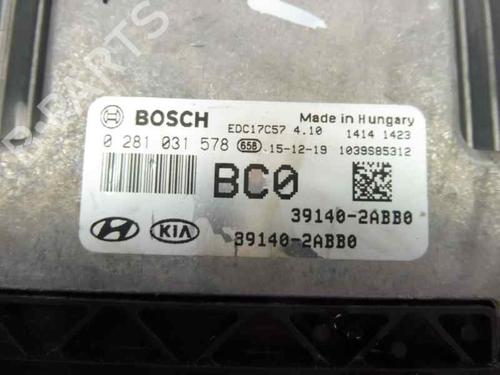 BOSCH
EDC17C57 4.10
Made in Hungary
0 281 031 578 658 .15-12-19
1414 1423
1039S85312
BC0
39140-2ABB0
KIA
39140-2ABB0